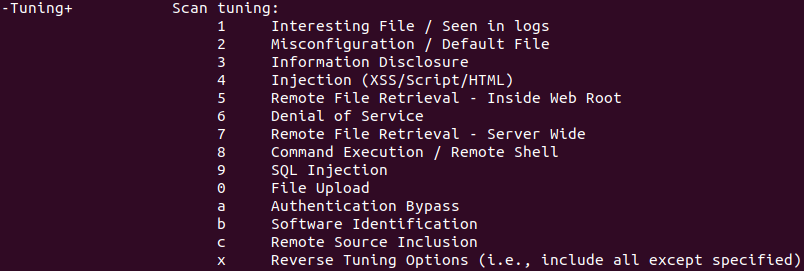 -Tuning+ Scan tuning:
1 Interesting File / Seen in logs
2 Misconfiguration / Default File
3 Information Disclosure
4 Injection (XSS/Script/HTML)
5 Remote File Retrieval - Inside Web Root
6 Denial of Service
7 Remote File Retrieval - Server Wide
8 Command Execution / Remote Shell
9 SQL Injection
0 File Upload
a Authentication Bypass
b Software Identification
c Remote Source Inclusion
x Reverse Tuning Options (i.e., include all except specified)